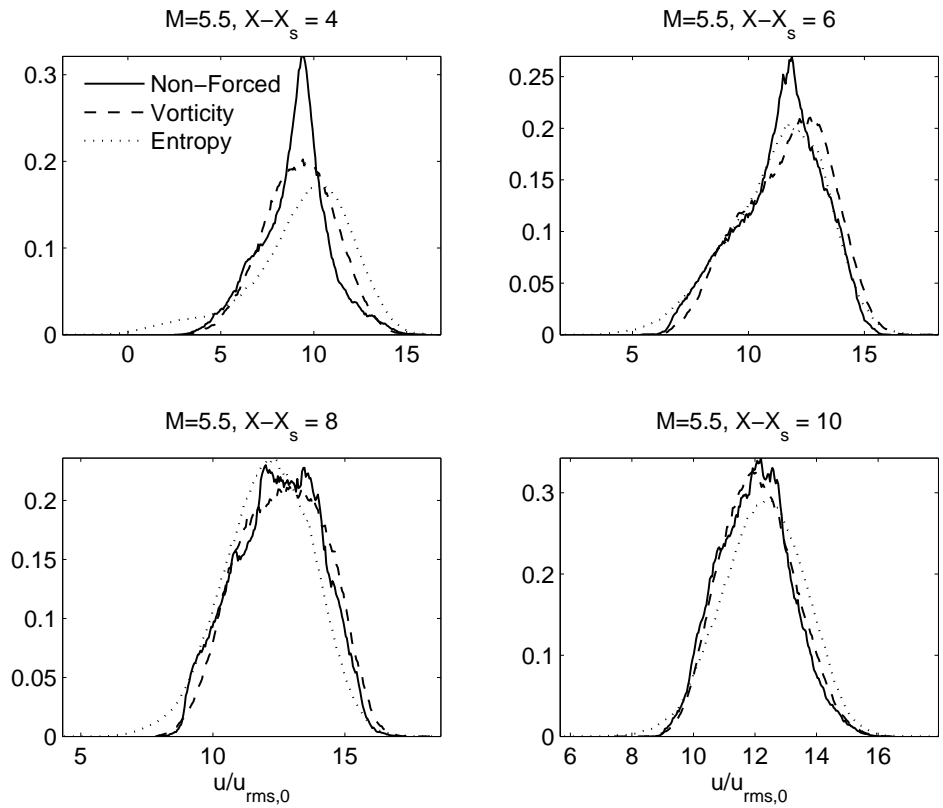 M=5.5, X−X_s = 4
0.3
0.2
0.1
0
0 5 10 15
Non−Forced
Vorticity
Entropy
M=5.5, X−X_s = 6
0.25
0.2
0.15
0.1
0.05
0
5 10 15
M=5.5, X−X_s = 8
0.2
0.15
0.1
0.05
0
5 10 15
u/u_rms,0
M=5.5, X−X_s = 10
0.3
0.2
0.1
0
6 8 10 12 14 16
u/u_rms,0